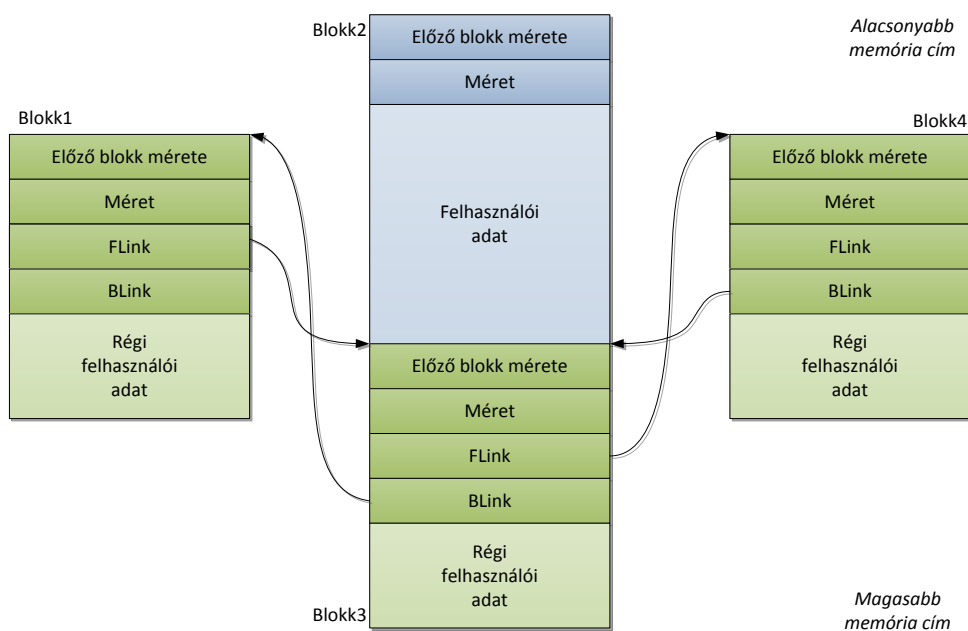 Blokk2
Előző blokk mérete
Méret
Felhasználói
adat
Alacsonyabb
memória cím
Blokk1
Előző blokk mérete
Méret
FLink
BLink
Régi
felhasználói
adat
Blokk4
Előző blokk mérete
Méret
FLink
BLink
Régi
felhasználói
adat
Előző blokk mérete
Méret
FLink
BLink
Régi
felhasználói
adat
Blokk3
Magasabb
memória cím